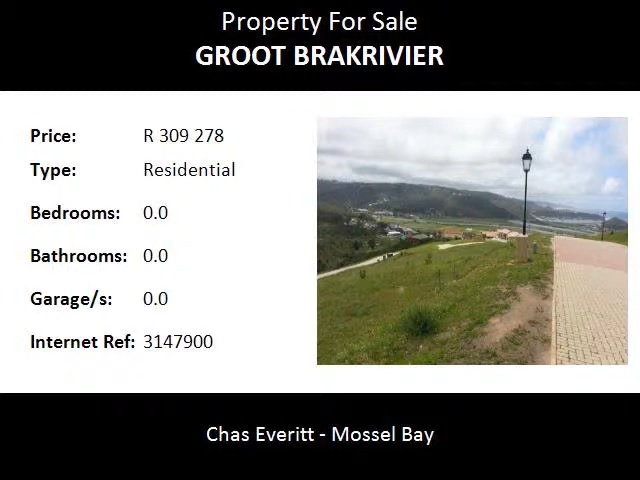 Property For Sale
GROOT BRAKRIVIER
Price: R 309 278
Type: Residential
Bedrooms: 0.0
Bathrooms: 0.0
Garage/s: 0.0
Internet Ref: 3147900
Chas Everitt - Mossel Bay